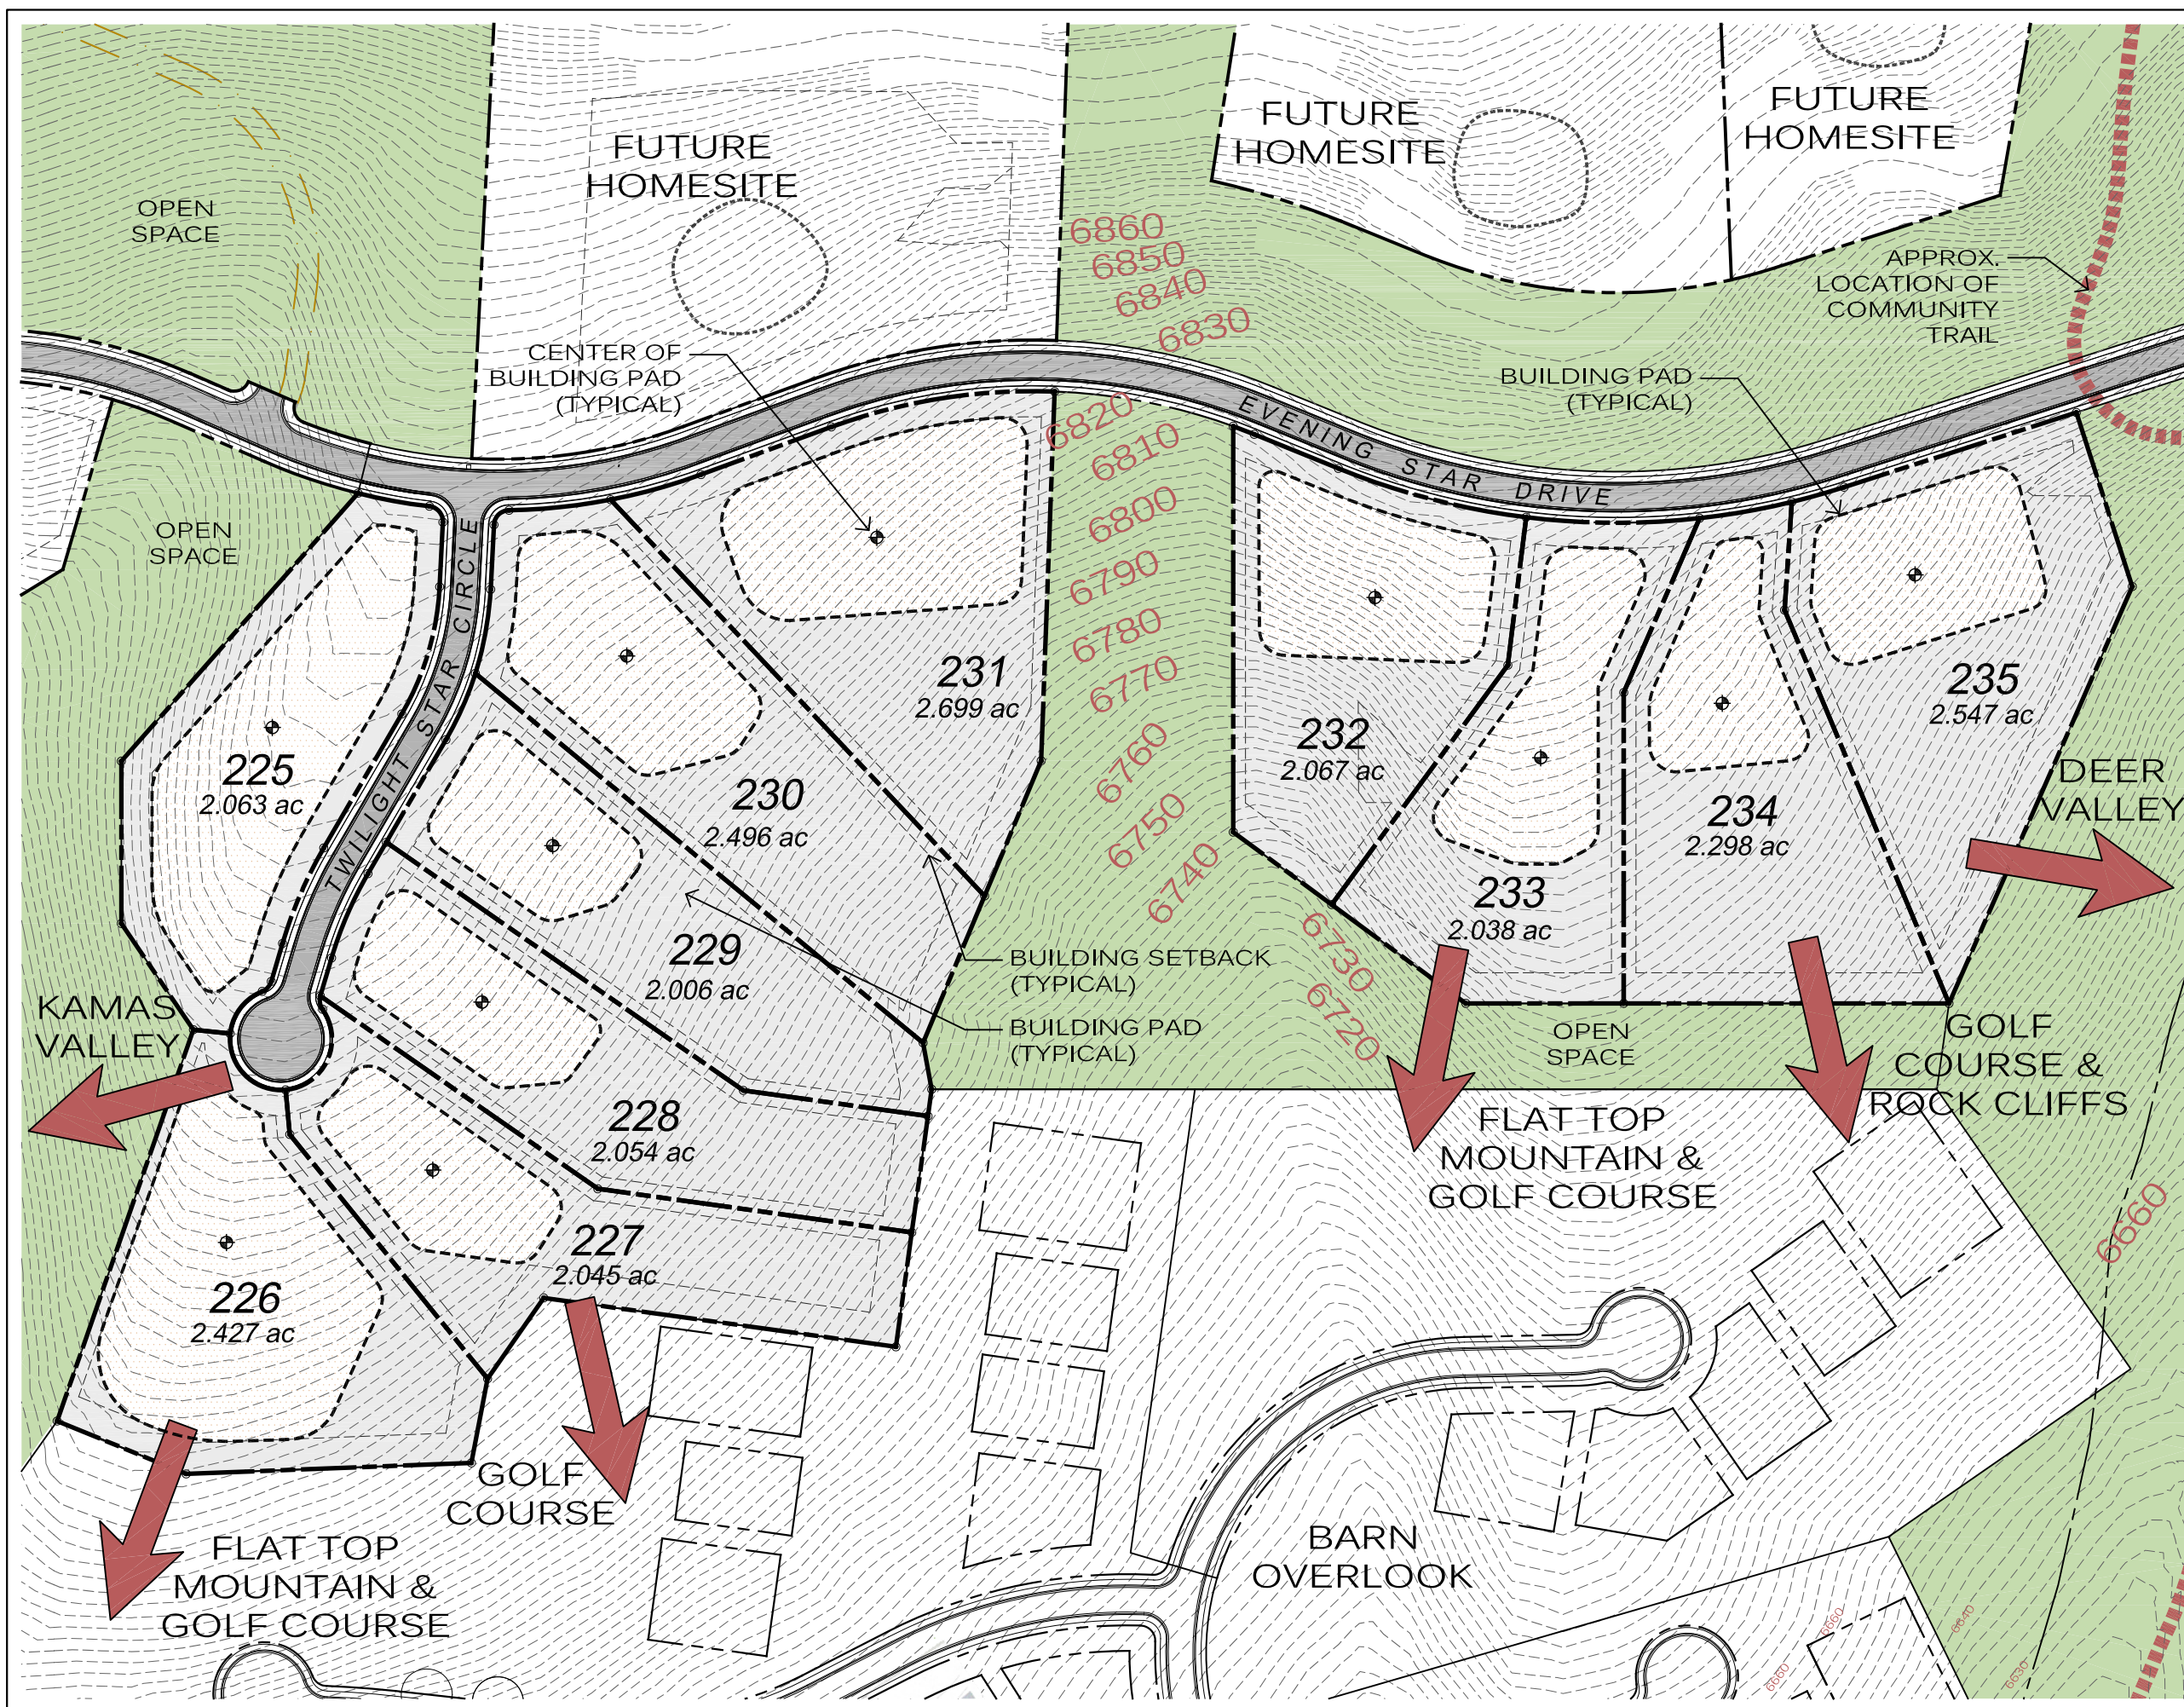 FUTURE
HOMESITE
FUTURE
HOMESITE
FUTURE
HOMESITE
OPEN
SPACE
6860
6850
6840
6830
APPROX.
LOCATION OF
COMMUNITY
TRAIL
CENTER OF
BUILDING PAD
(TYPICAL)
BUILDING PAD
(TYPICAL)
EVENING STAR DRIVE
6820
6810
6800
6790
6780
6770
6760
6750
6740
6730
6720
OPEN
SPACE
TWILIGHT STAR CIRCLE
231
2.699 ac
235
2.547 ac
232
2.067 ac
225
2.063 ac
230
2.496 ac
234
2.298 ac
DEER
VALLEY
233
2.038 ac
229
2.006 ac
BUILDING SETBACK
(TYPICAL)
BUILDING PAD
(TYPICAL)
KAMAS
VALLEY
OPEN
SPACE
GOLF
COURSE &
ROCK CLIFFS
228
2.054 ac
FLAT TOP
MOUNTAIN &
GOLF COURSE
227
2.045 ac
226
2.427 ac
6660
GOLF
COURSE
FLAT TOP
MOUNTAIN &
GOLF COURSE
BARN
OVERLOOK
6660
6640
6660
6630